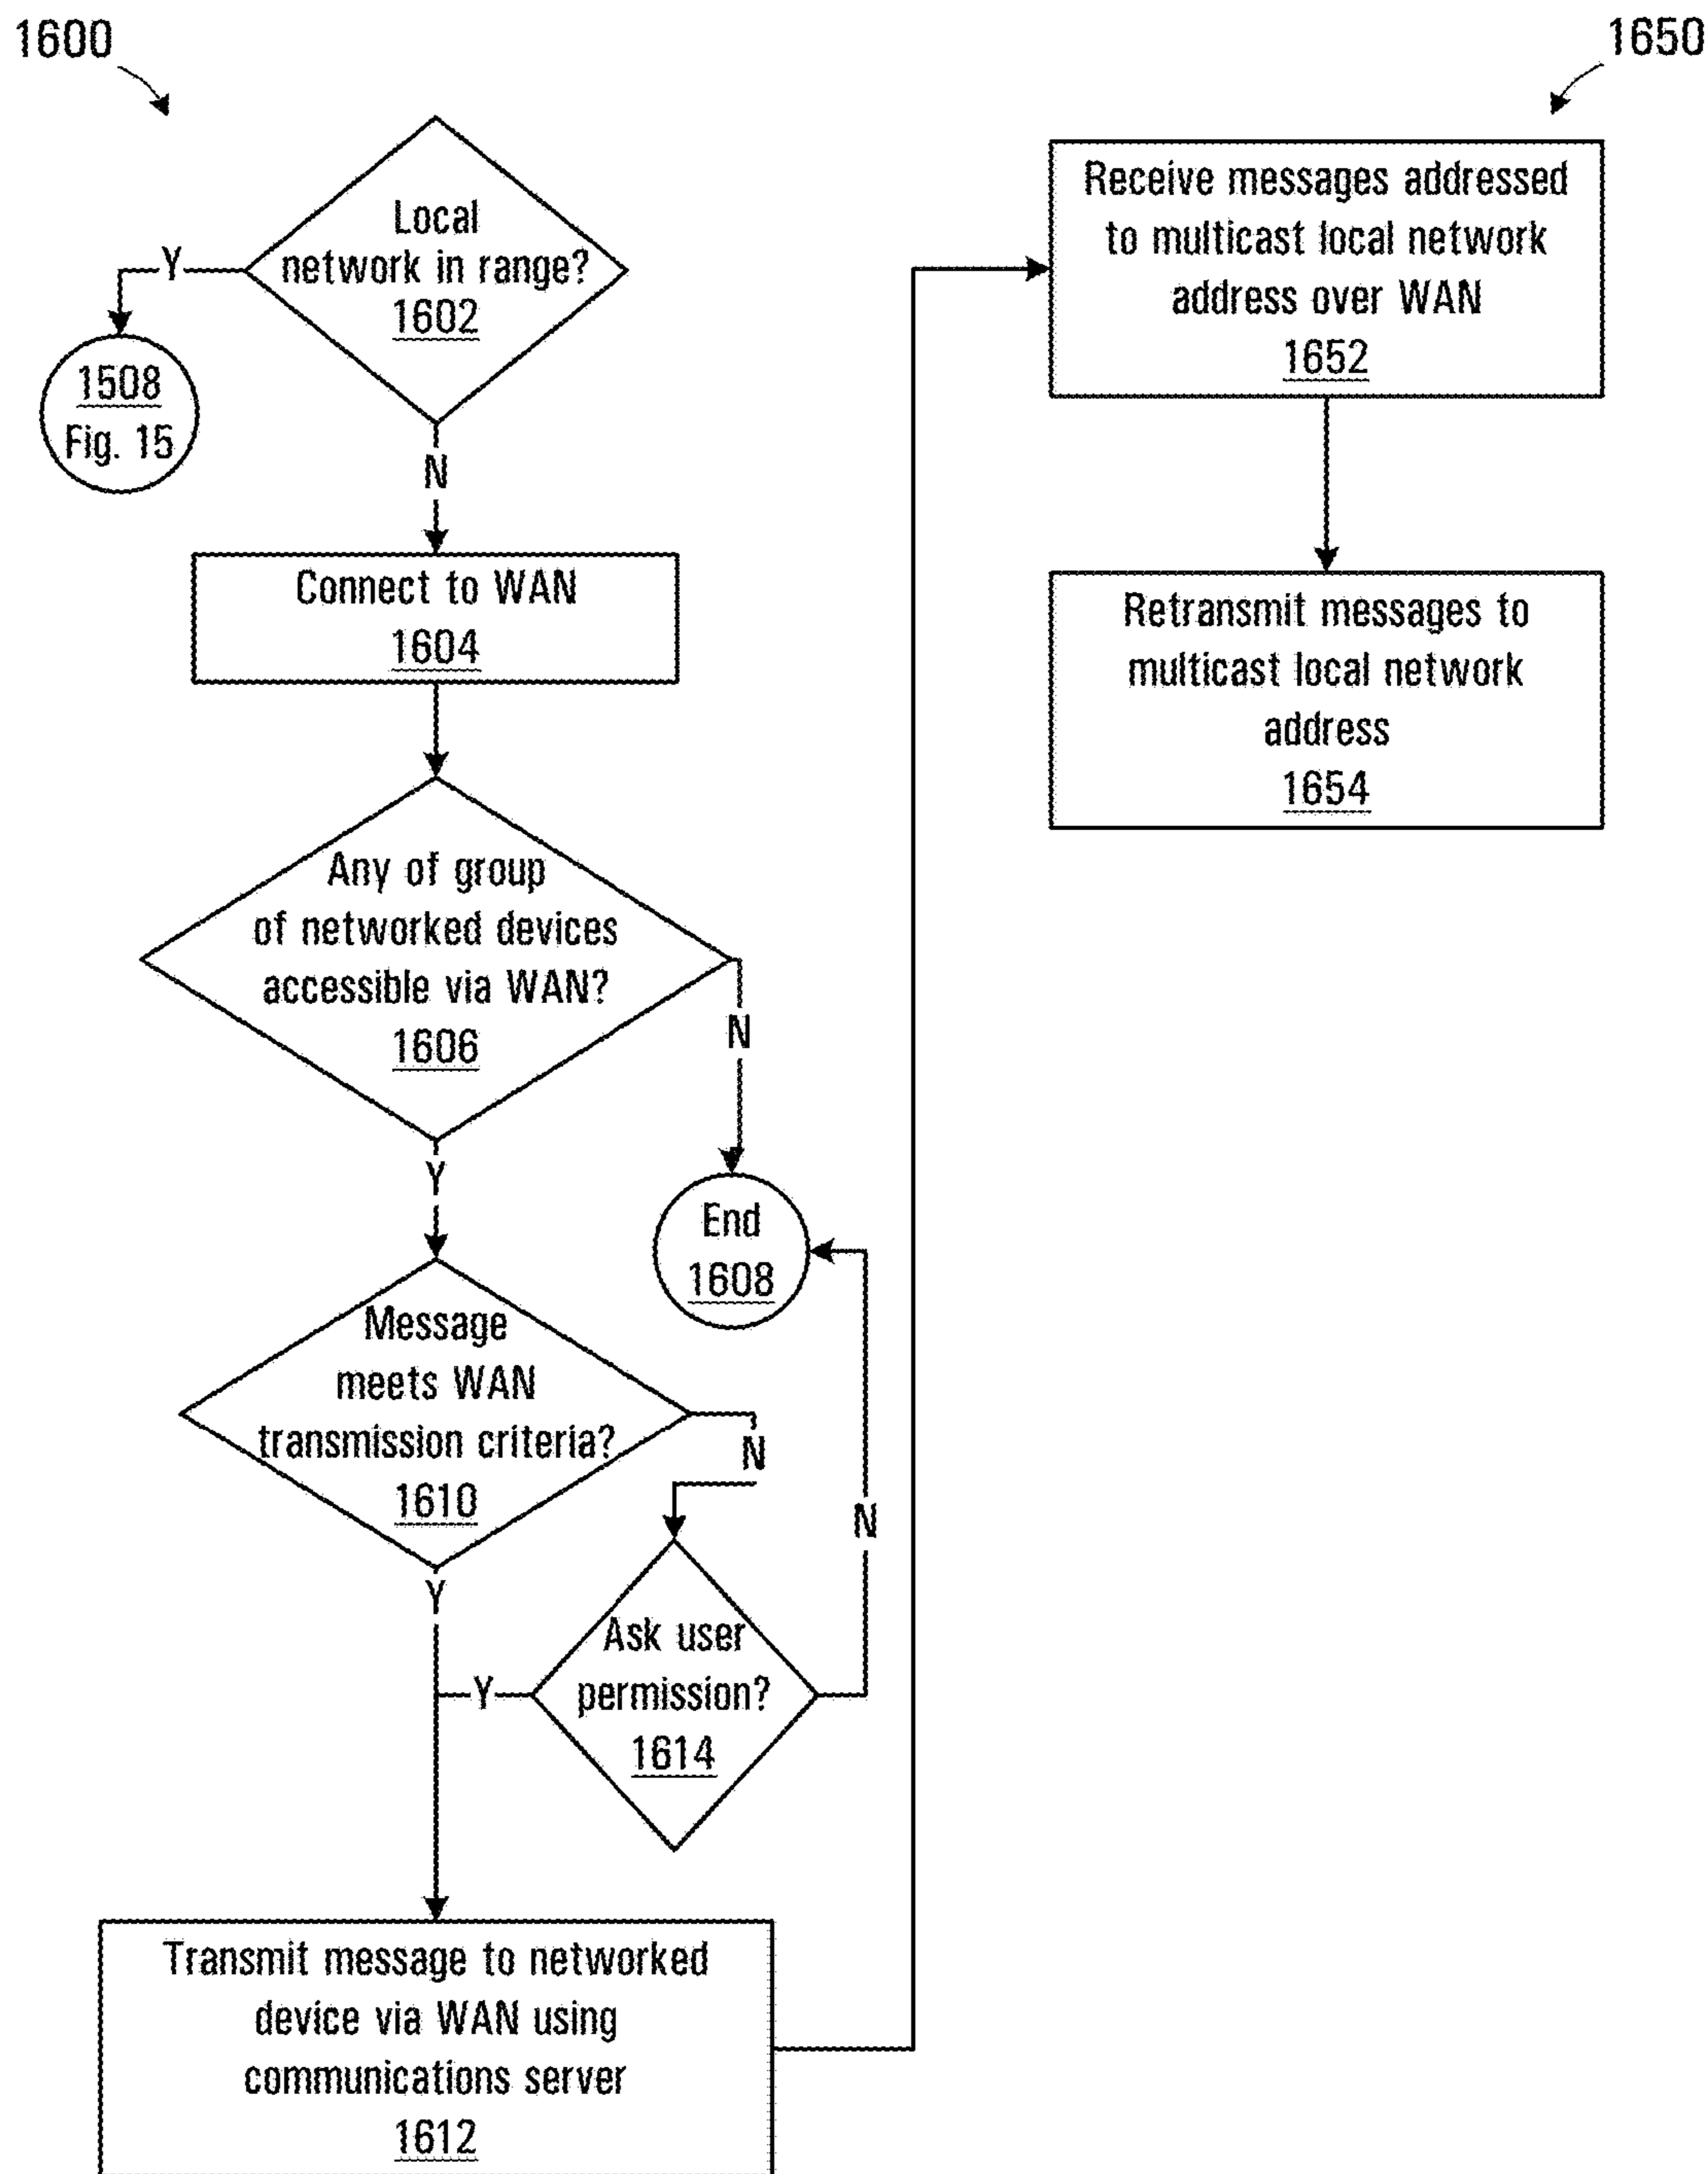 1600
1650
Local
network in range?
1602
Y
1508
Fig. 15
N
Connect to WAN
1604
Any of group
of networked devices
accessible via WAN?
1606
N
Y
End
1608
Message
meets WAN
transmission criteria?
1610
N
Y
N
Ask user
permission?
1614
Y
Transmit message to networked
device via WAN using
communications server
1612
Receive messages addressed
to multicast local network
address over WAN
1652
Retransmit messages to
multicast local network
address
1654